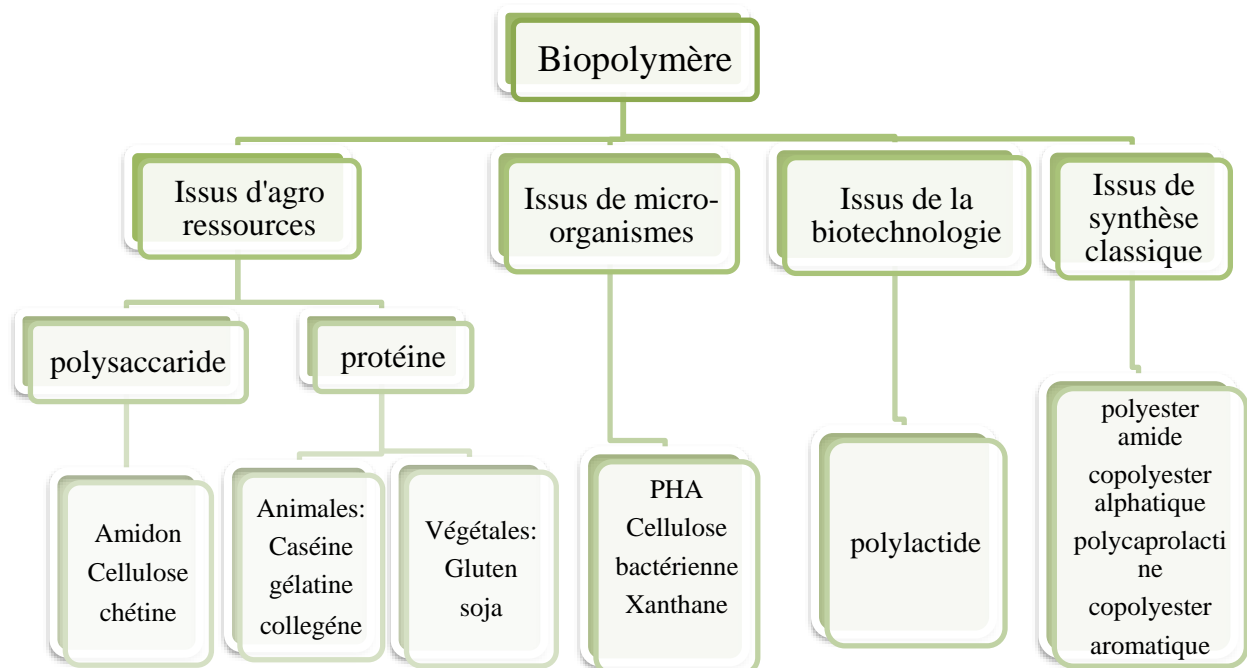 Biopolymère
Issus d'agro
ressources
Issus de micro-
organismes
Issus de la
biotechnologie
Issus de
synthèse
classique
polysaccaride
protéine
Amidon
Cellulose
chétine
Animales:
Caséine
gélatine
collegéne
Végétales:
Gluten
soja
PHA
Cellulose
bactérienne
Xanthane
polylactide
polyester
amide
copolyester
alphatique
polycaprolacti
ne
copolyester
aromatique